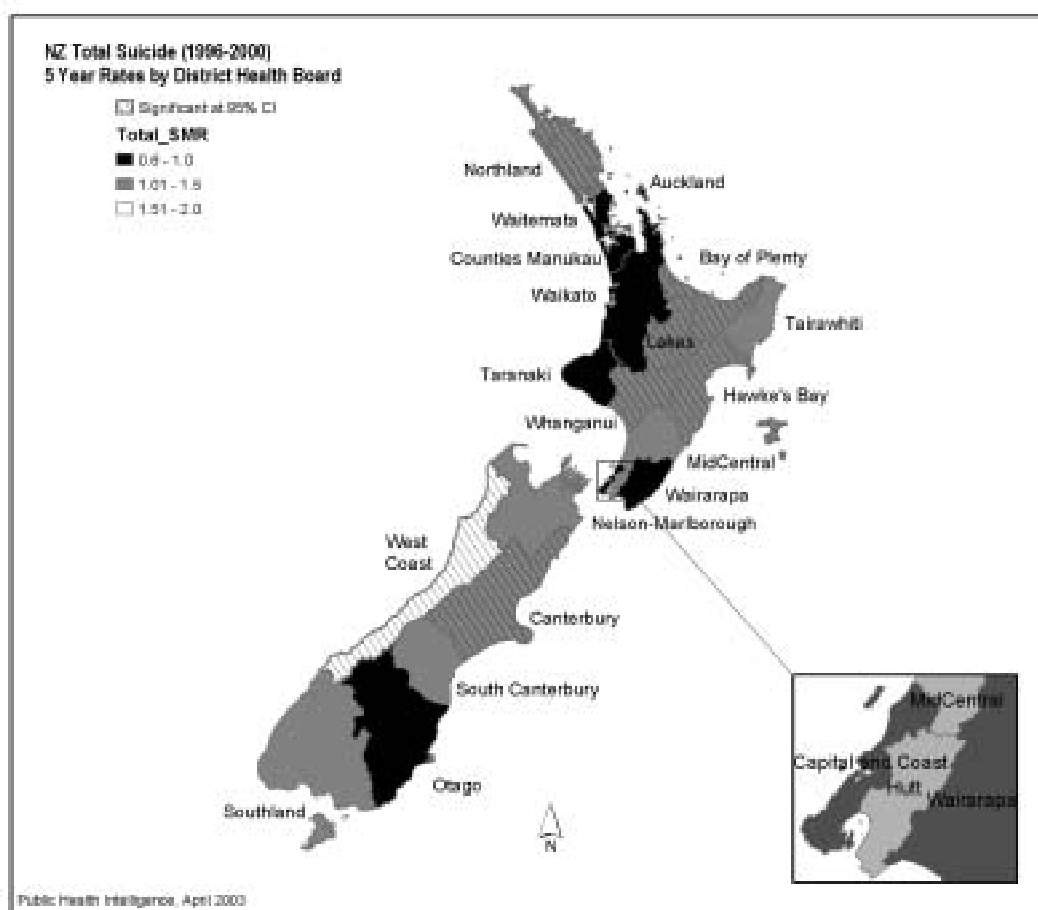 NZ Total Suicide (1996-2000)
5 Year Rates by District Health Board
Significant at 95% CI
Total_SMR
0.6 - 1.0
1.01 - 1.5
1.51 - 2.0
Northland
Auckland
Waitemata
Counties Manukau
Bay of Plenty
Waikato
Tairawhiti
Lakes
Taranaki
Hawke's Bay
Whanganui
MidCentral
Wairarapa
Nelson-Marlborough
West
Coast
Canterbury
South Canterbury
Otago
Southland
N
MidCentral
Capital and Coast
Hutt
Wairarapa
Public Health Intelligence, April 2003